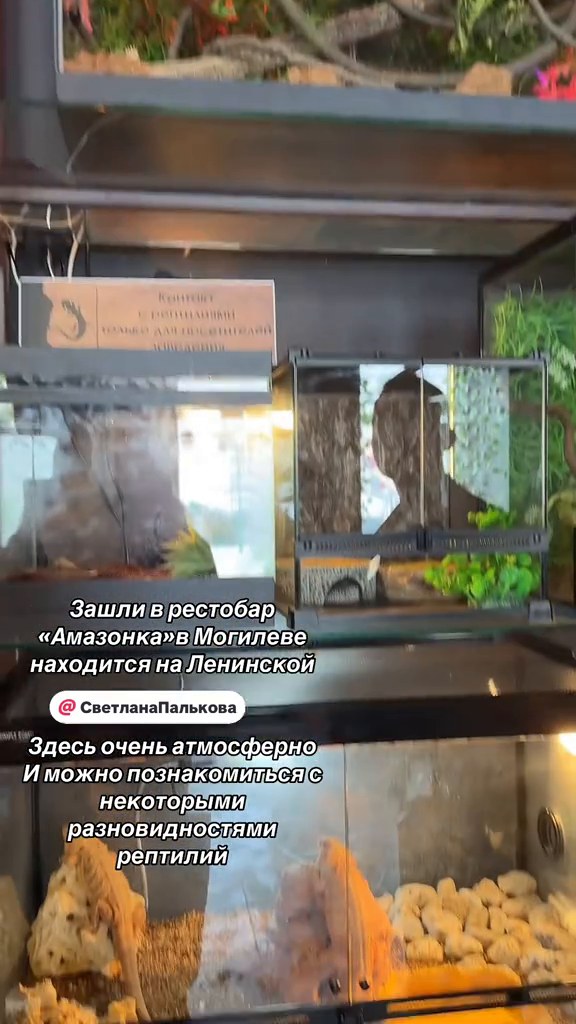 Контакт
с рептилиями
только для посетителей
заведения
Зашли в рестобар
«Амазонка»в Могилеве
находится на Ленинской
@ СветланаПалькова
Здесь очень атмосферно
И можно познакомиться с
некоторыми
разновидностями
рептилий